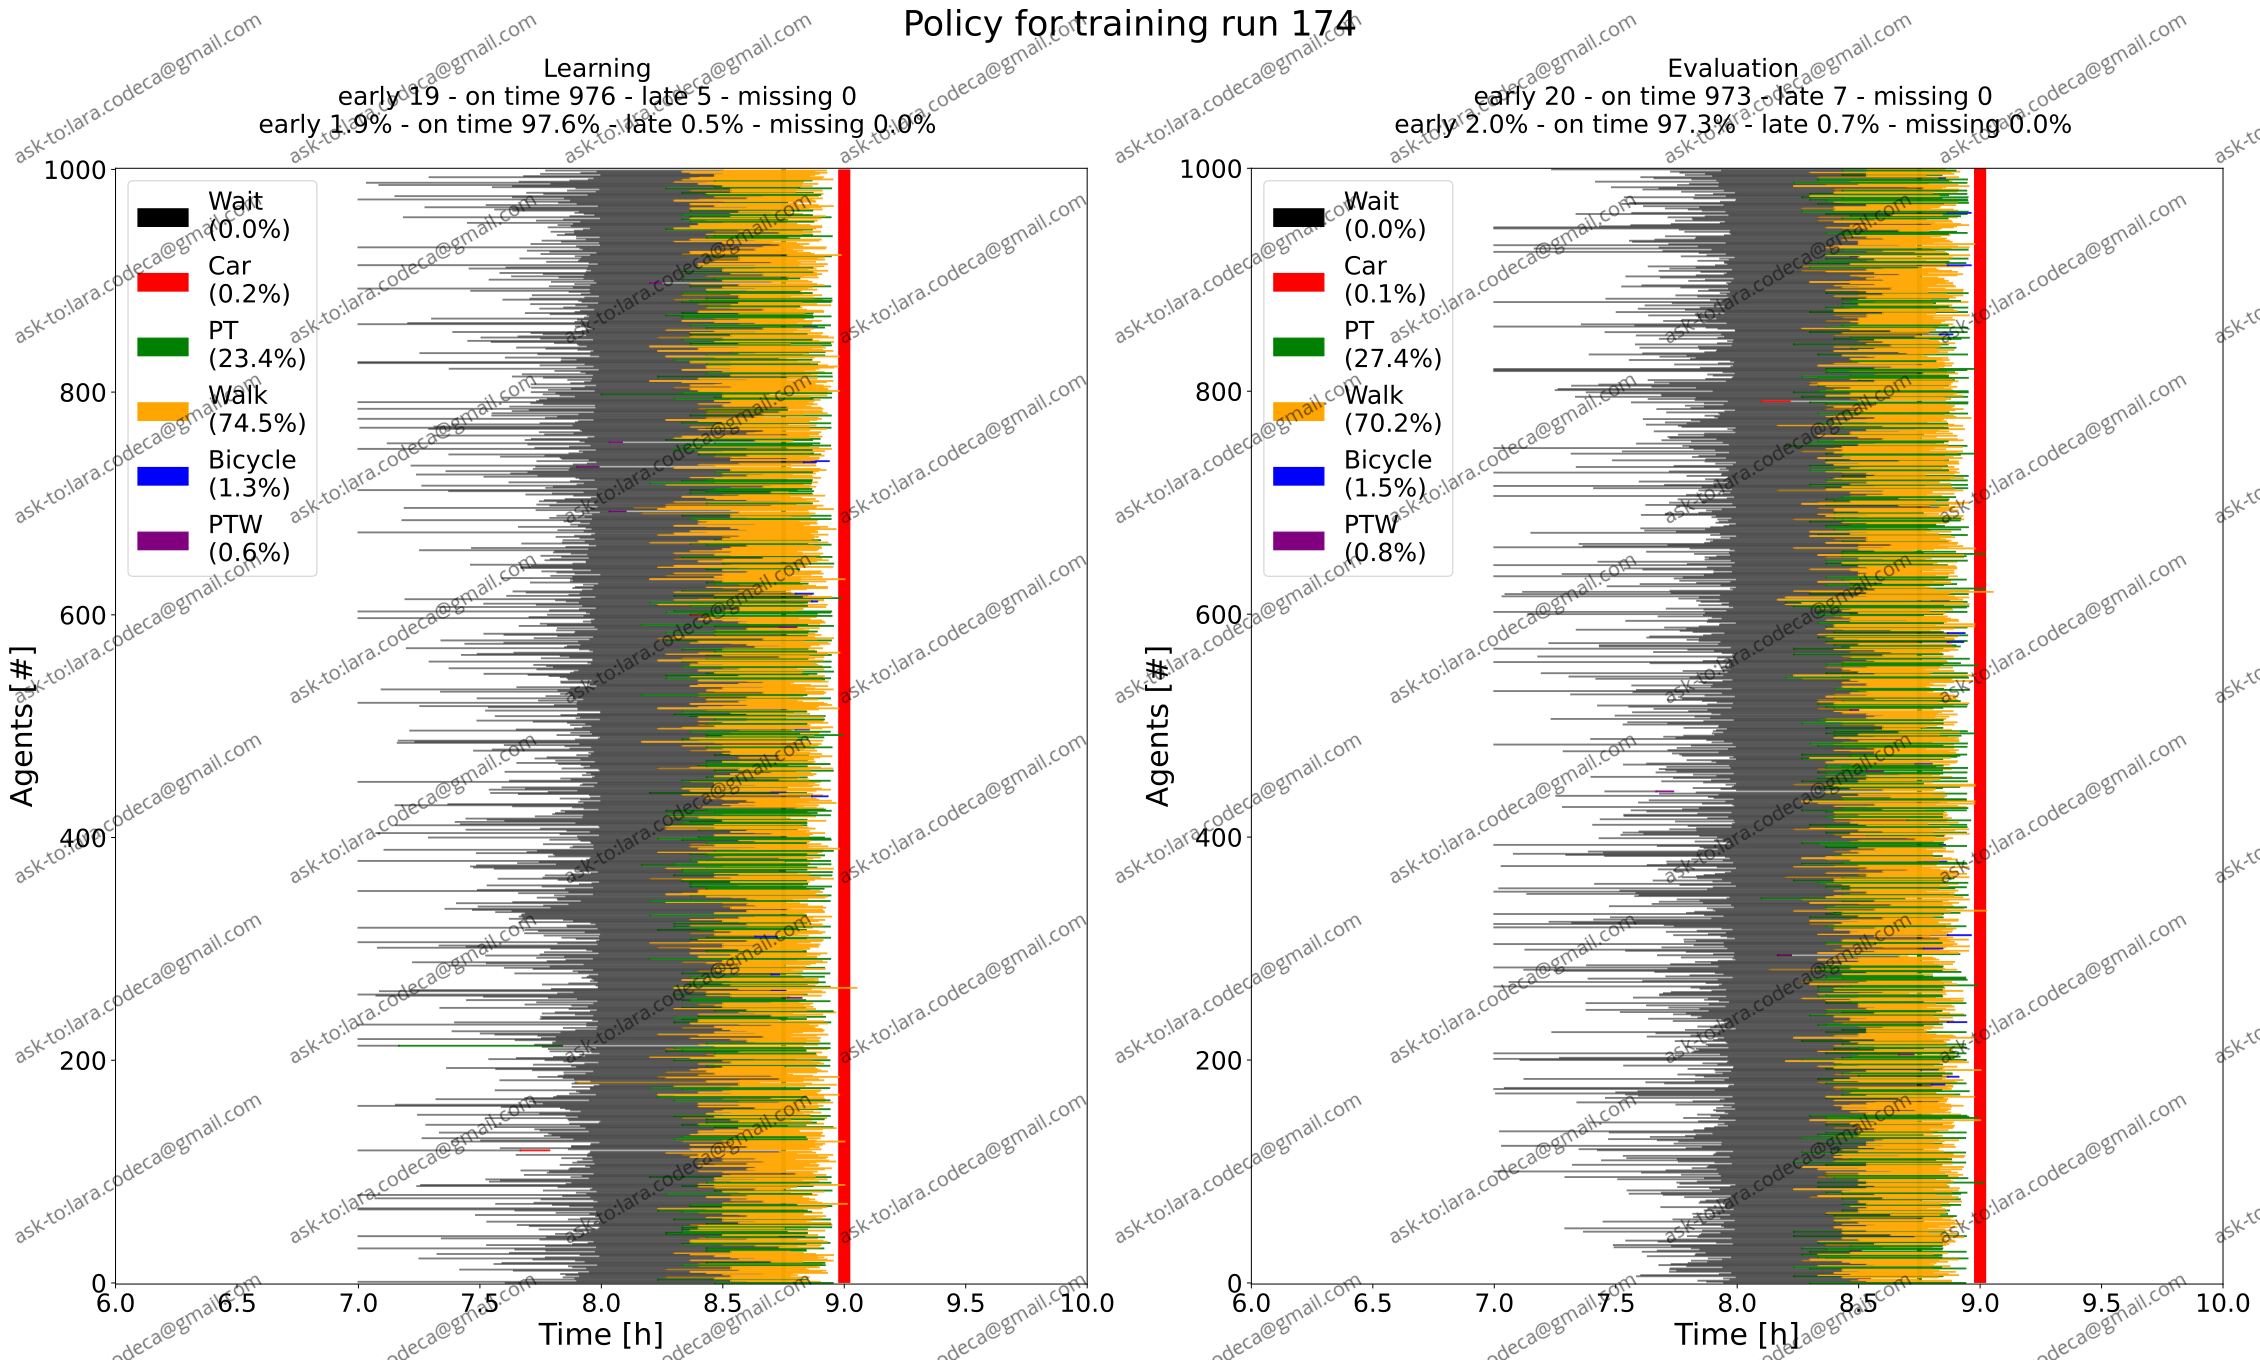 Policy for training run 174
Learning
early 19 - on time 976 - late 5 - missing 0
early 1.9% - on time 97.6% - late 0.5% - missing 0.0%
Agents [#]
1000
800
600
400
200
0
Wait
(0.0%)
Car
(0.2%)
PT
(23.4%)
Walk
(74.5%)
Bicycle
(1.3%)
PTW
(0.6%)
6.0 6.5 7.0 7.5 8.0 8.5 9.0 9.5 10.0
Time [h]
Evaluation
early 20 - on time 973 - late 7 - missing 0
early 2.0% - on time 97.3% - late 0.7% - missing 0.0%
Agents [#]
1000
800
600
400
200
0
Wait
(0.0%)
Car
(0.1%)
PT
(27.4%)
Walk
(70.2%)
Bicycle
(1.5%)
PTW
(0.8%)
6.0 6.5 7.0 7.5 8.0 8.5 9.0 9.5 10.0
Time [h]
ask-to:lara.codeca@gmail.com